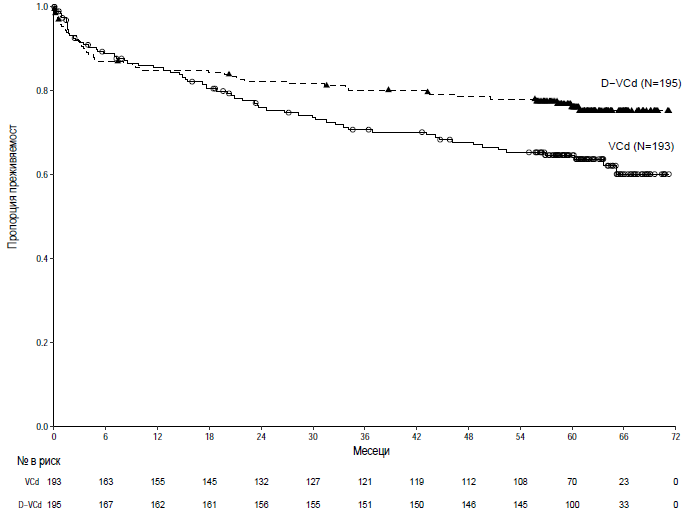 1.0
0.8
0.6
0.4
0.2
0.0
Пропорция преживяемост
D-VCd (N=195)
VCd (N=193)
0 6 12 18 24 30 36 42 48 54 60 66 72
Месеци
№ в риск
VCd 193 163 155 145 132 127 121 119 112 108 70 23 0
D-VCd 195 167 162 161 156 155 151 150 146 145 100 33 0